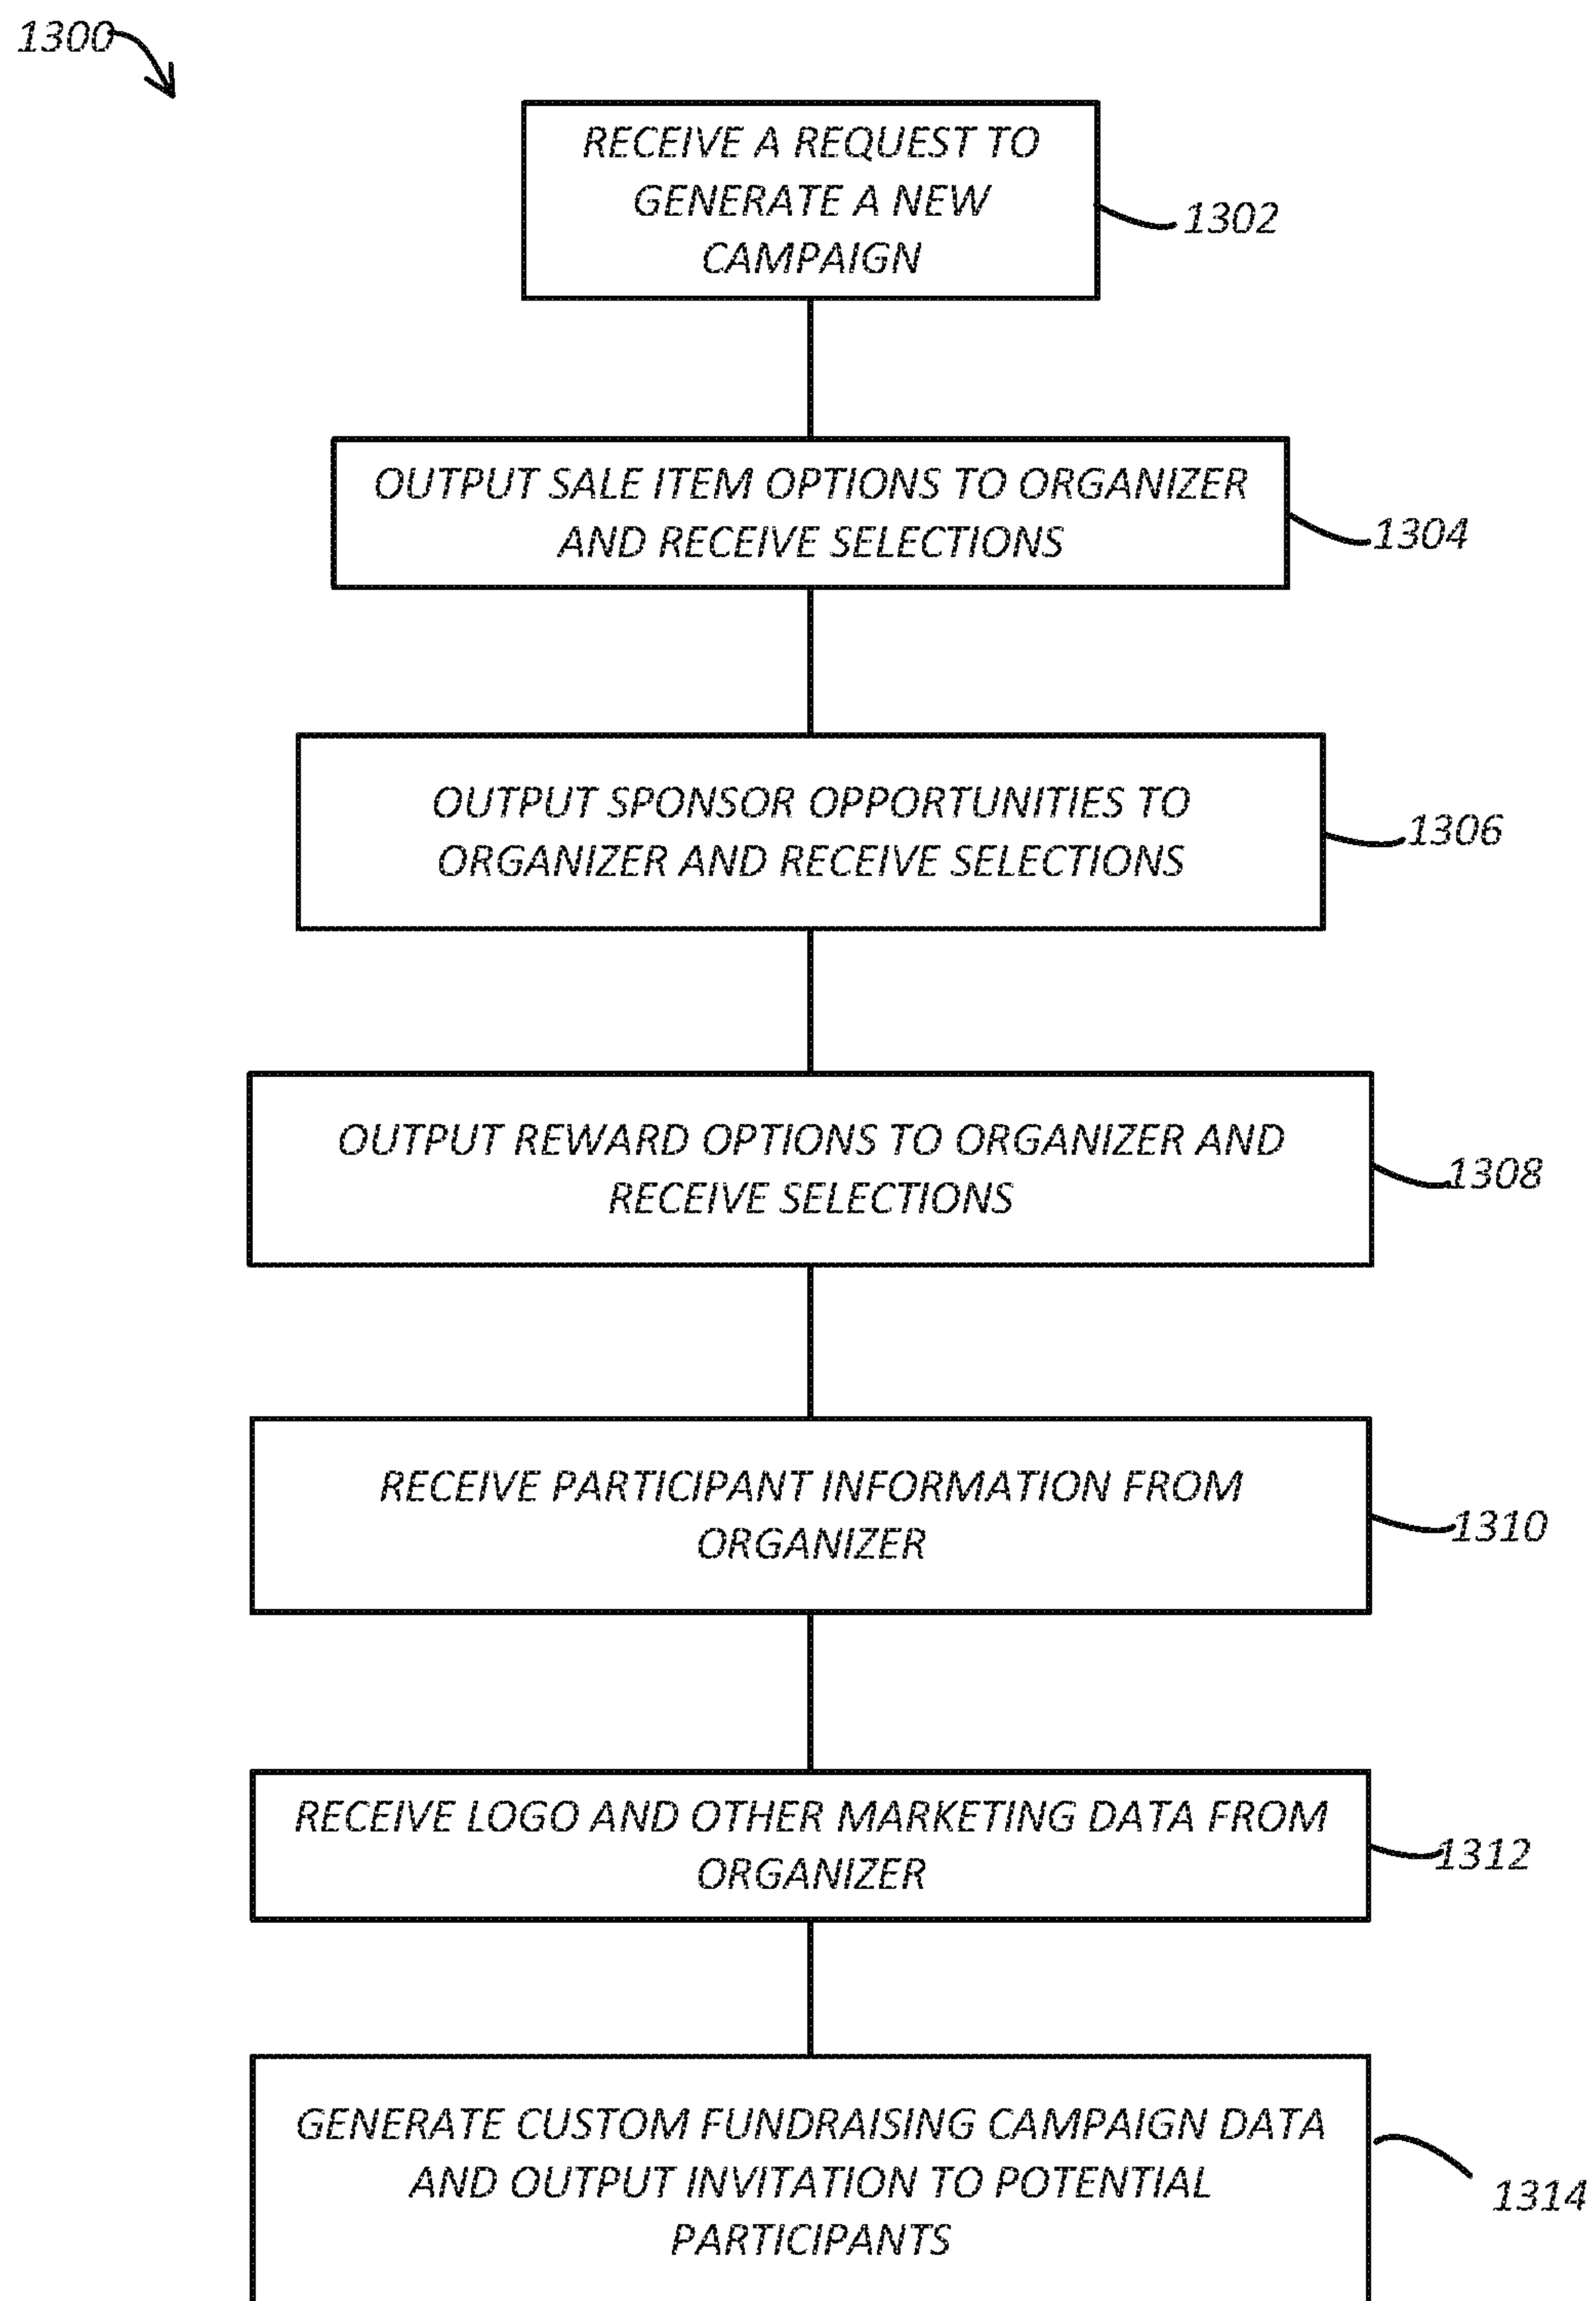 1300
RECEIVE A REQUEST TO
GENERATE A NEW
CAMPAIGN
1302
OUTPUT SALE ITEM OPTIONS TO ORGANIZER
AND RECEIVE SELECTIONS
1304
OUTPUT SPONSOR OPPORTUNITIES TO
ORGANIZER AND RECEIVE SELECTIONS
1306
OUTPUT REWARD OPTIONS TO ORGANIZER AND
RECEIVE SELECTIONS
1308
RECEIVE PARTICIPANT INFORMATION FROM
ORGANIZER
1310
RECEIVE LOGO AND OTHER MARKETING DATA FROM
ORGANIZER
1312
GENERATE CUSTOM FUNDRAISING CAMPAIGN DATA
AND OUTPUT INVITATION TO POTENTIAL
PARTICIPANTS
1314